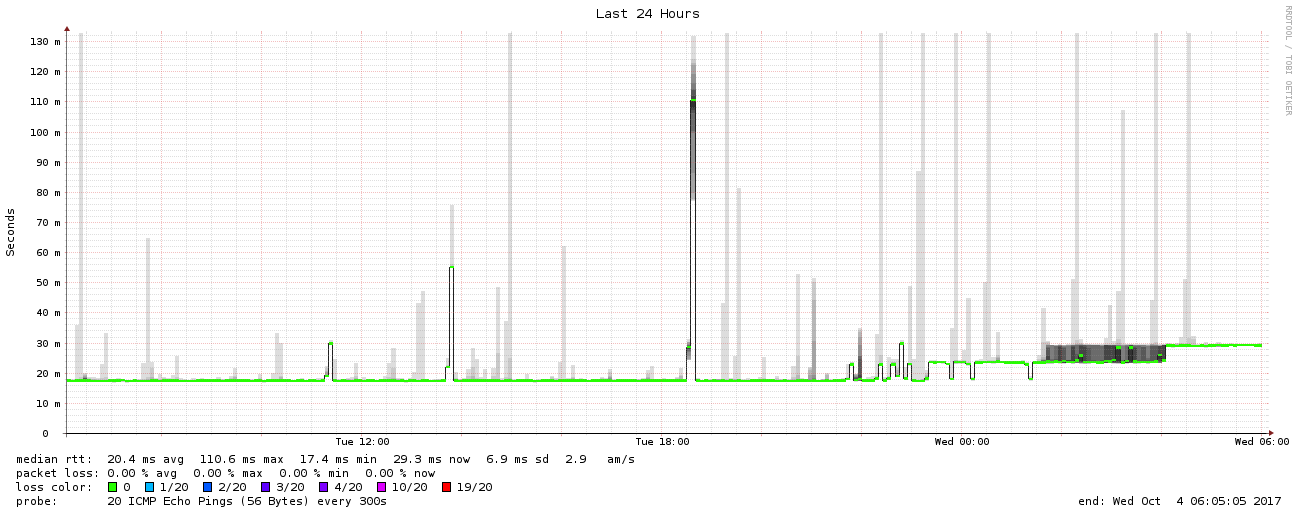 Last 24 Hours
RRDTOOL / TOBI OETIKER
Seconds
130 m
120 m
110 m
100 m
90 m
80 m
70 m
60 m
50 m
40 m
30 m
20 m
10 m
0
Tue 12:00 Tue 18:00 Wed 00:00 Wed 06:00
median rtt: 20.4 ms avg 110.6 ms max 17.4 ms min 29.3 ms now 6.9 ms sd 2.9 am/s
packet loss: 0.00 % avg 0.00 % max 0.00 % min 0.00 % now
loss color: 0 1/20 2/20 3/20 4/20 10/20 19/20
probe: 20 ICMP Echo Pings (56 Bytes) every 300s end: Wed Oct 4 06:05:05 2017